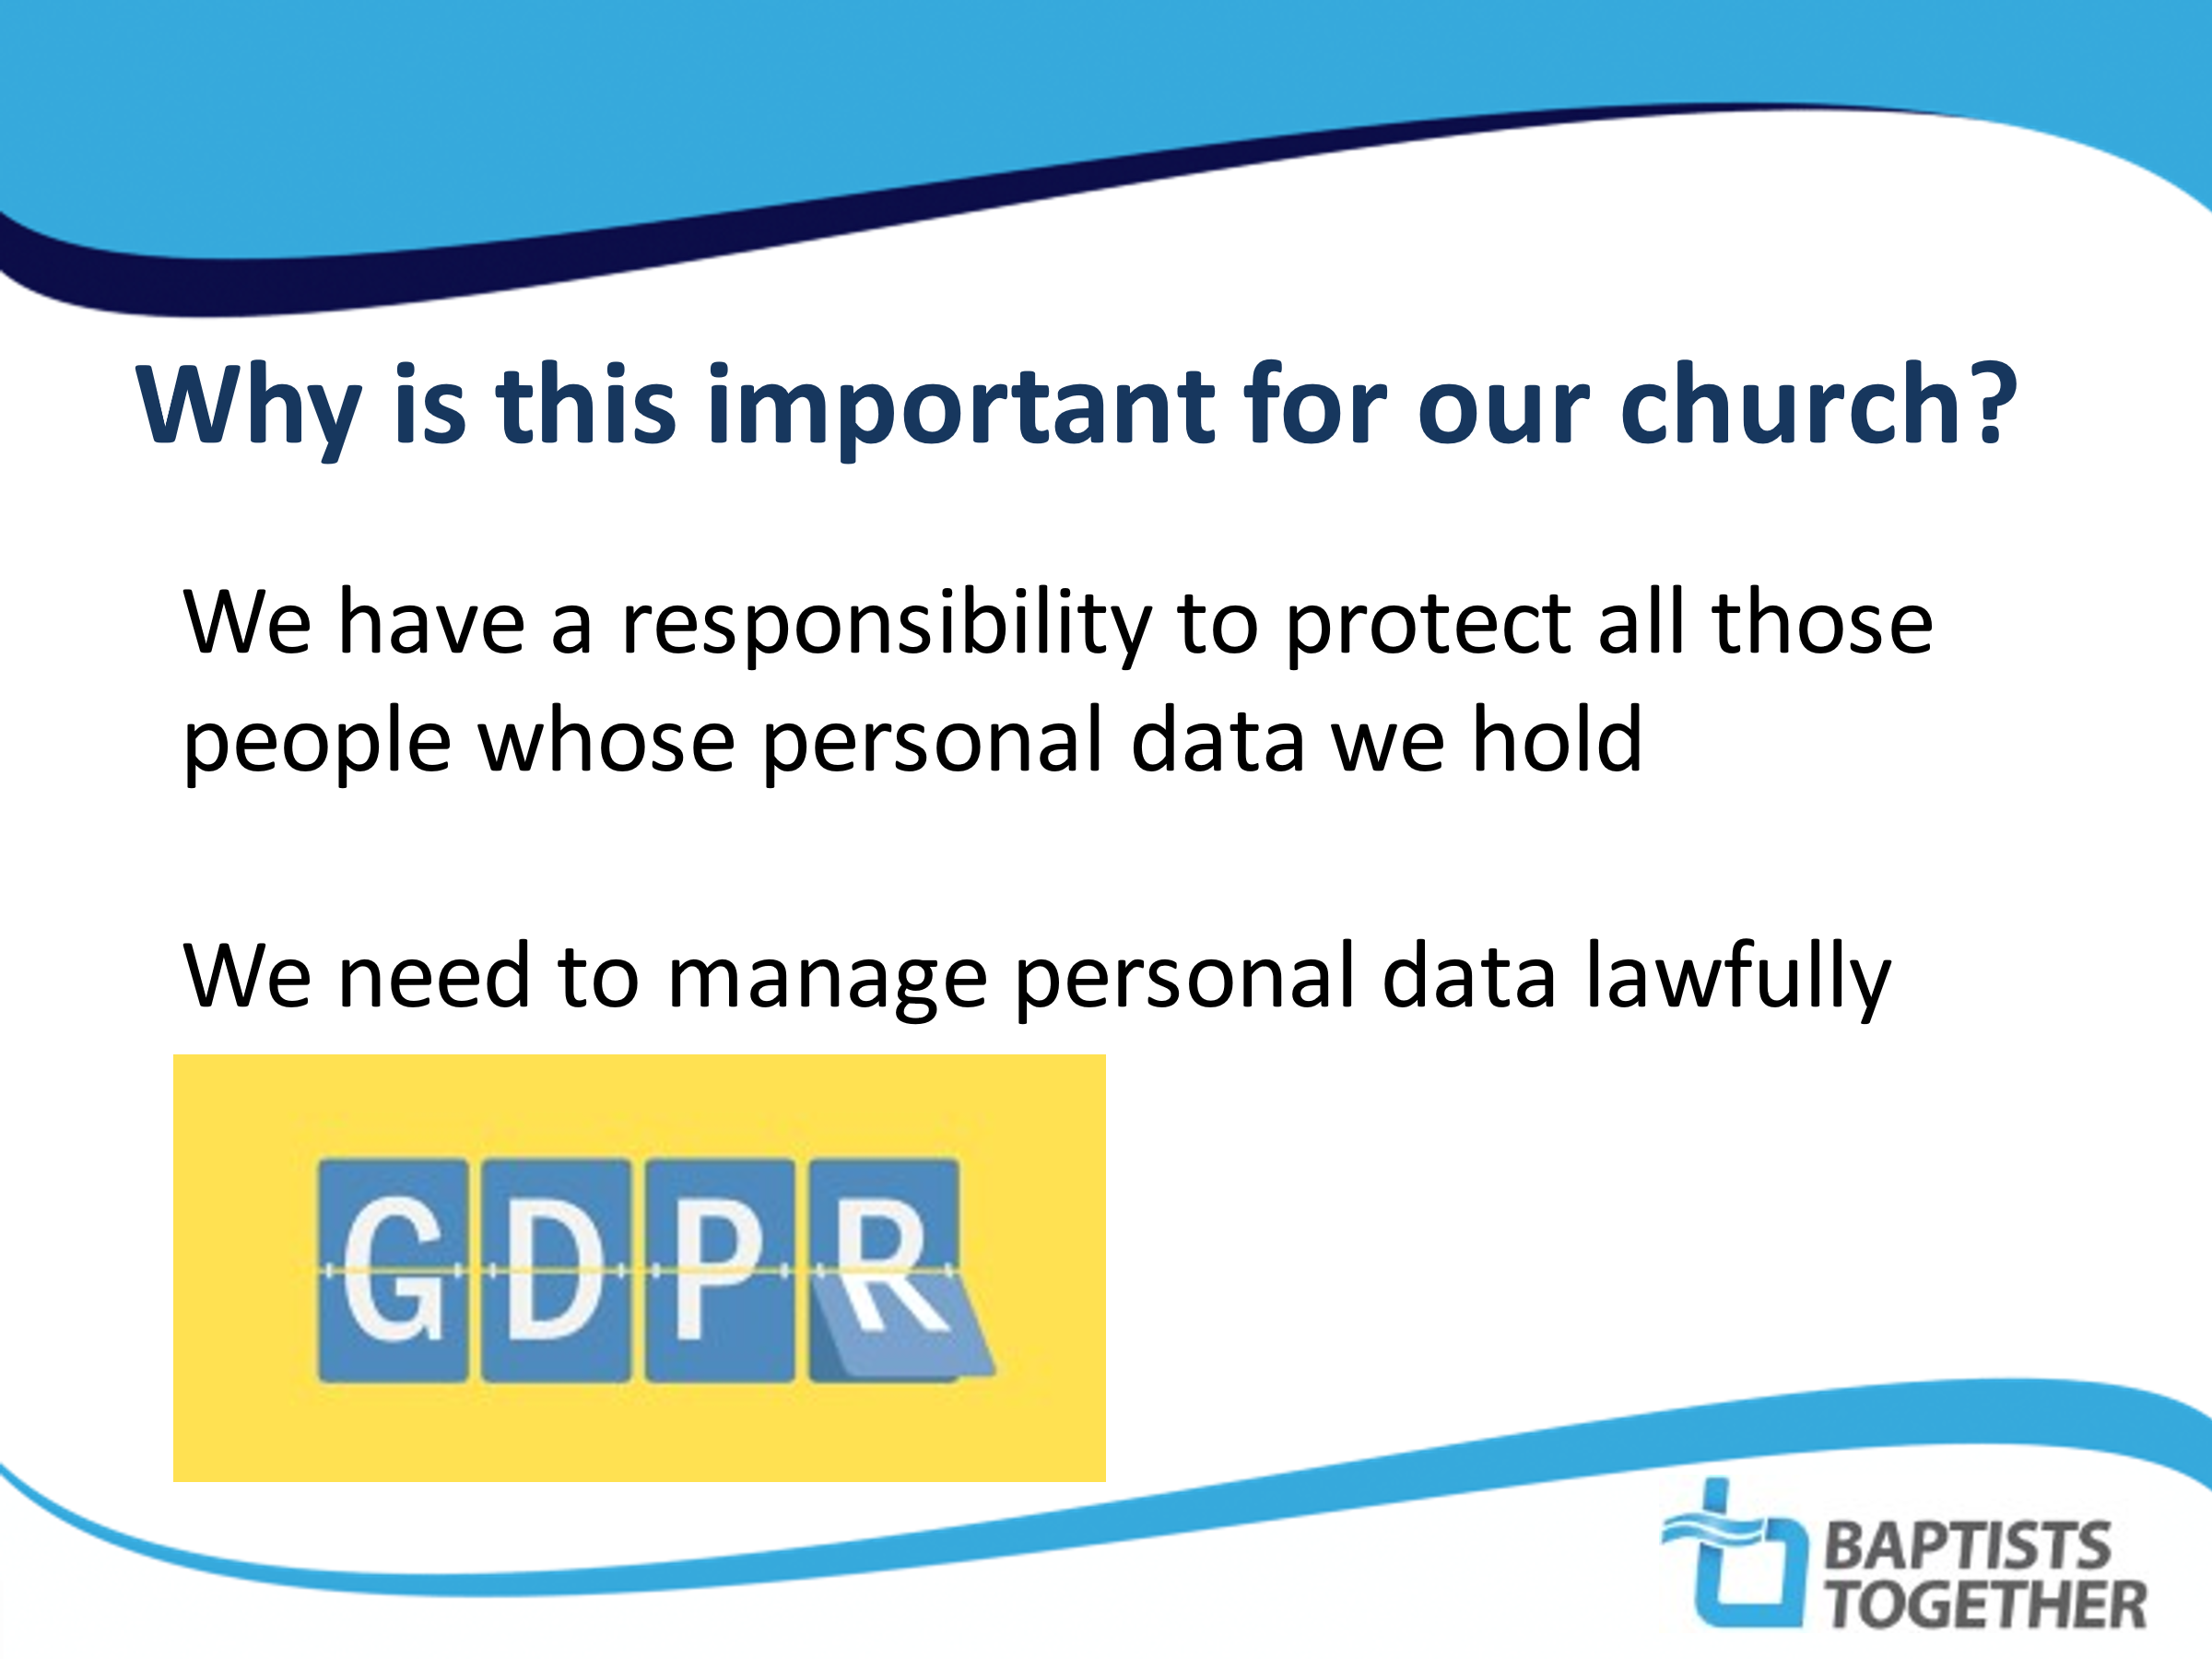 Why is this important for our church?
We have a responsibility to protect all those
people whose personal data we hold
We need to manage personal data lawfully
GDPR
BAPTISTS
TOGETHER